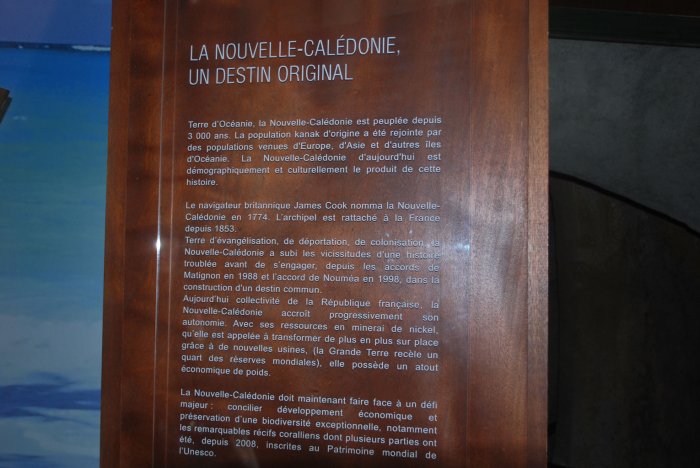 LA NOUVELLE-CALÉDONIE,
UN DESTIN ORIGINAL
Terre d'Océanie, la Nouvelle-Calédonie est peuplée depuis
3 000 ans. La population kanak d'origine a été rejointe par
des populations venues d'Europe, d'Asie et d'autres îles
d'Océanie. La Nouvelle-Calédonie d'aujourd'hui est
démographiquement et culturellement le produit de cette
histoire.
Le navigateur britannique James Cook nomma la Nouvelle-
Calédonie en 1774. L'archipel est rattaché à la France
depuis 1853.
Terre d'évangélisation, de déportation, de colonisation, la
Nouvelle-Calédonie a subi les vicissitudes d'une histoire
troublée avant de s'engager, depuis les accords de
Matignon en 1988 et l'accord de Nouméa en 1998, dans la
construction d'un destin commun.
Aujourd'hui collectivité de la République française, la
Nouvelle-Calédonie accroît progressivement son
autonomie. Avec ses ressources en minerai de nickel,
qu'elle est appelée à transformer de plus en plus sur place
grâce à de nouvelles usines, (la Grande Terre recèle un
quart des réserves mondiales), elle possède un atout
économique de poids.
La Nouvelle-Calédonie doit maintenant faire face à un défi
majeur : concilier développement économique et
préservation d'une biodiversité exceptionnelle, notamment
les remarquables récifs coralliens dont plusieurs parties ont
été, depuis 2008, inscrites au Patrimoine mondial de
l'Unesco.